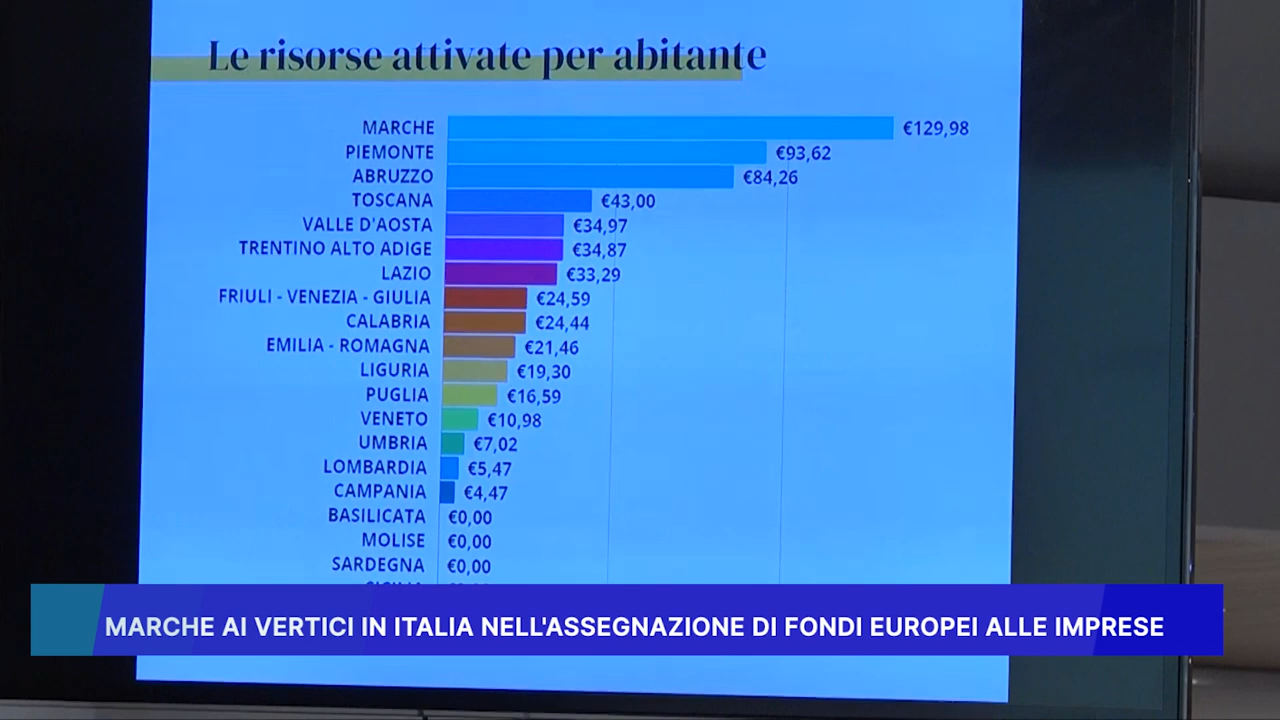 Le risorse attivate per abitante
MARCHE €129,98
PIEMONTE €93,62
ABRUZZO €84,26
TOSCANA €43,00
VALLE D'AOSTA €34,97
TRENTINO ALTO ADIGE €34,87
LAZIO €33,29
FRIULI - VENEZIA - GIULIA €24,59
CALABRIA €24,44
EMILIA - ROMAGNA €21,46
LIGURIA €19,30
PUGLIA €16,59
VENETO €10,98
UMBRIA €7,02
LOMBARDIA €5,47
CAMPANIA €4,47
BASILICATA €0,00
MOLISE €0,00
SARDEGNA €0,00
MARCHE AI VERTICI IN ITALIA NELL'ASSEGNAZIONE DI FONDI EUROPEI ALLE IMPRESE